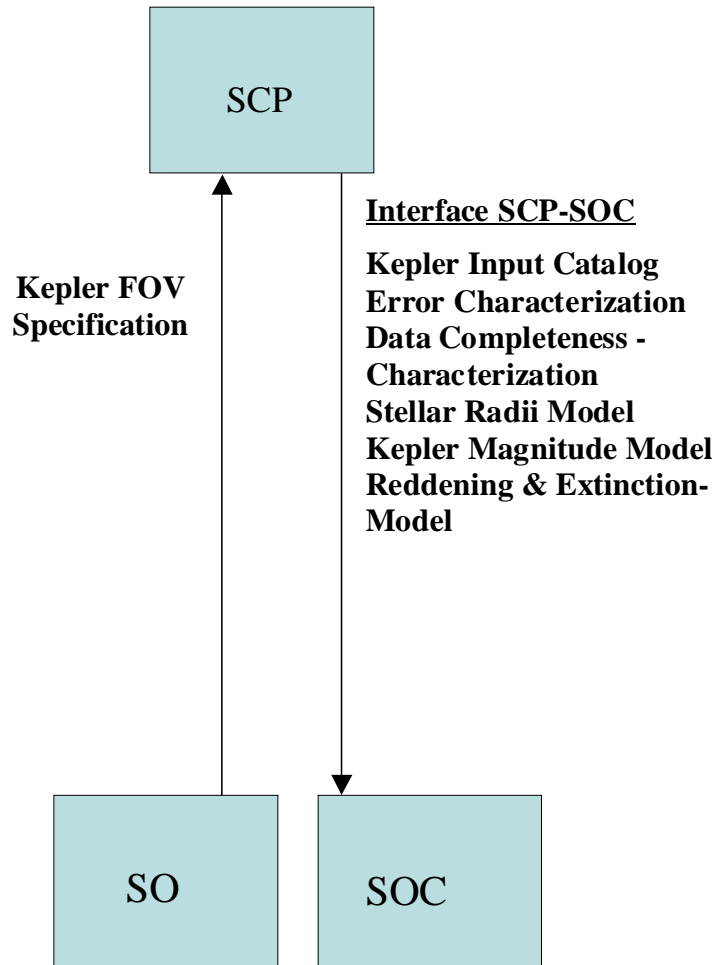 SCP
Interface SCP-SOC
Kepler FOV
Specification
Kepler Input Catalog
Error Characterization
Data Completeness -
Characterization
Stellar Radii Model
Kepler Magnitude Model
Reddening & Extinction-
Model
SO
SOC